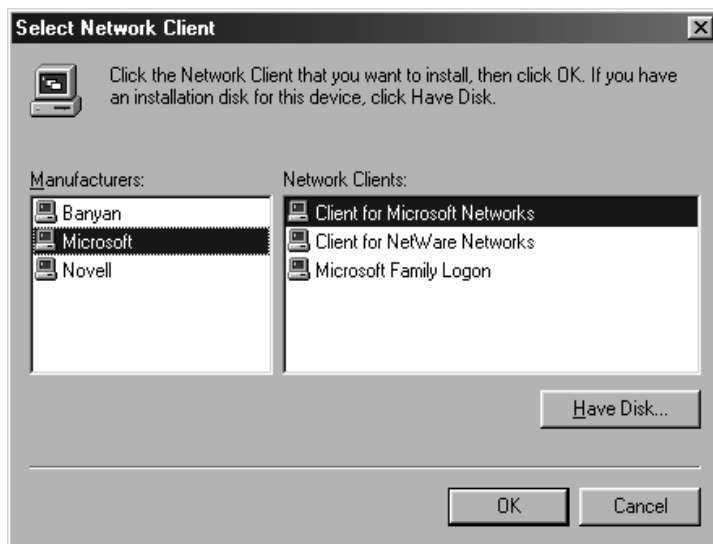 Select Network Client
Click the Network Client that you want to install, then click OK. If you have
an installation disk for this device, click Have Disk.
Manufacturers:
Banyan
Microsoft
Novell
Network Clients:
Client for Microsoft Networks
Client for NetWare Networks
Microsoft Family Logon
Have Disk...
OK
Cancel